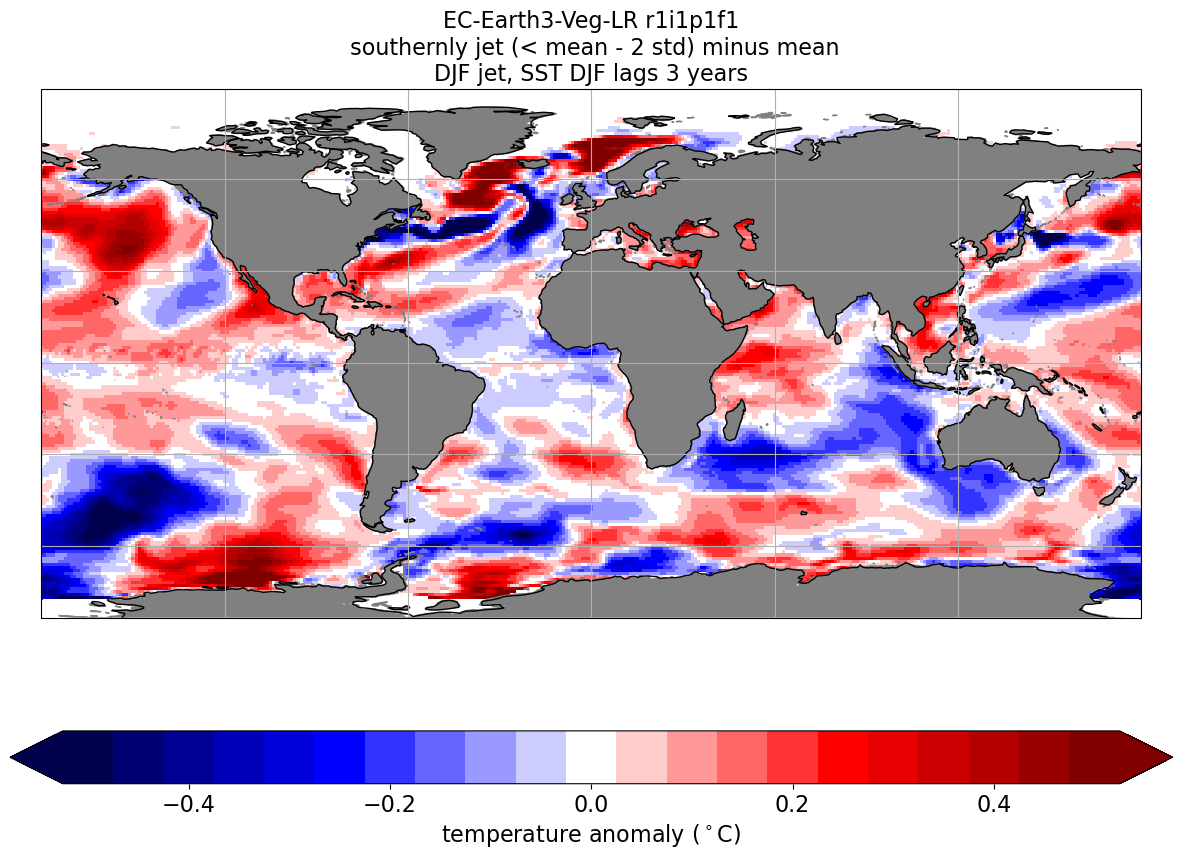 EC-Earth3-Veg-LR r1i1p1f1
southernly jet (< mean - 2 std) minus mean
DJF jet, SST DJF lags 3 years
−0.4 −0.2 0.0 0.2 0.4
temperature anomaly (°C)